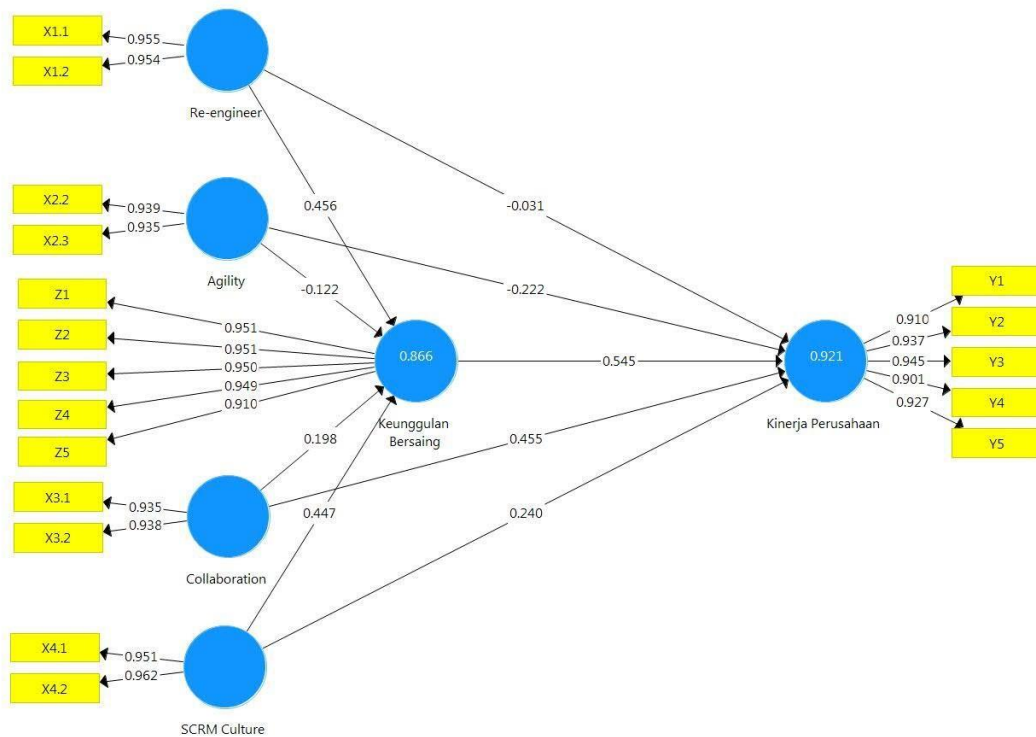 X1.1
0.955
0.954
X1.2
Re-engineer
0.456
-0.031
X2.2
0.939
0.935
X2.3
Agility
-0.122
-0.222
Z1
0.951
Z2
0.951
Z3
0.950
Z4
0.949
Z5
0.910
0.866
Keunggulan
Bersaing
0.545
0.921
Kinerja Perusahaan
0.910
Y1
0.937
Y2
0.945
Y3
0.901
Y4
0.927
Y5
0.198
0.455
X3.1
0.935
0.938
X3.2
Collaboration
0.447
0.240
X4.1
0.951
0.962
X4.2
SCRM Culture